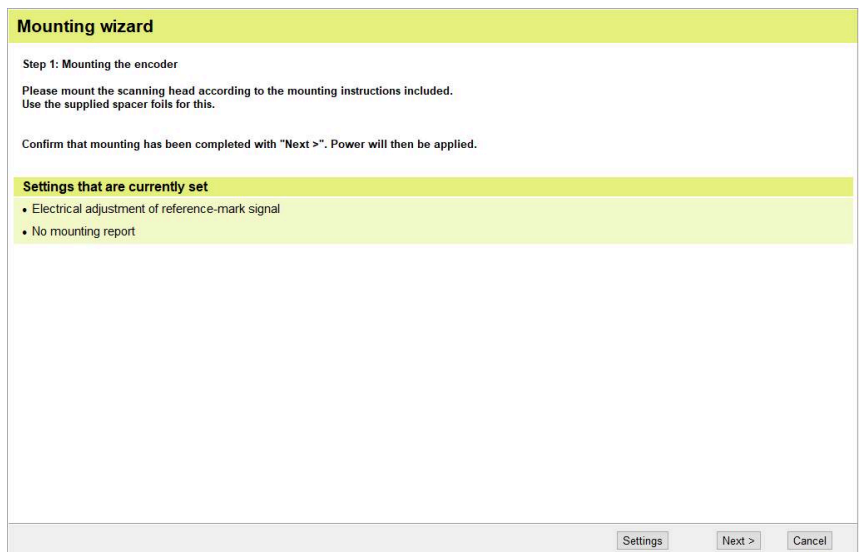 Mounting wizard
Step 1: Mounting the encoder
Please mount the scanning head according to the mounting instructions included.
Use the supplied spacer foils for this.
Confirm that mounting has been completed with "Next >". Power will then be applied.
Settings that are currently set
• Electrical adjustment of reference-mark signal
• No mounting report
Settings Next > Cancel